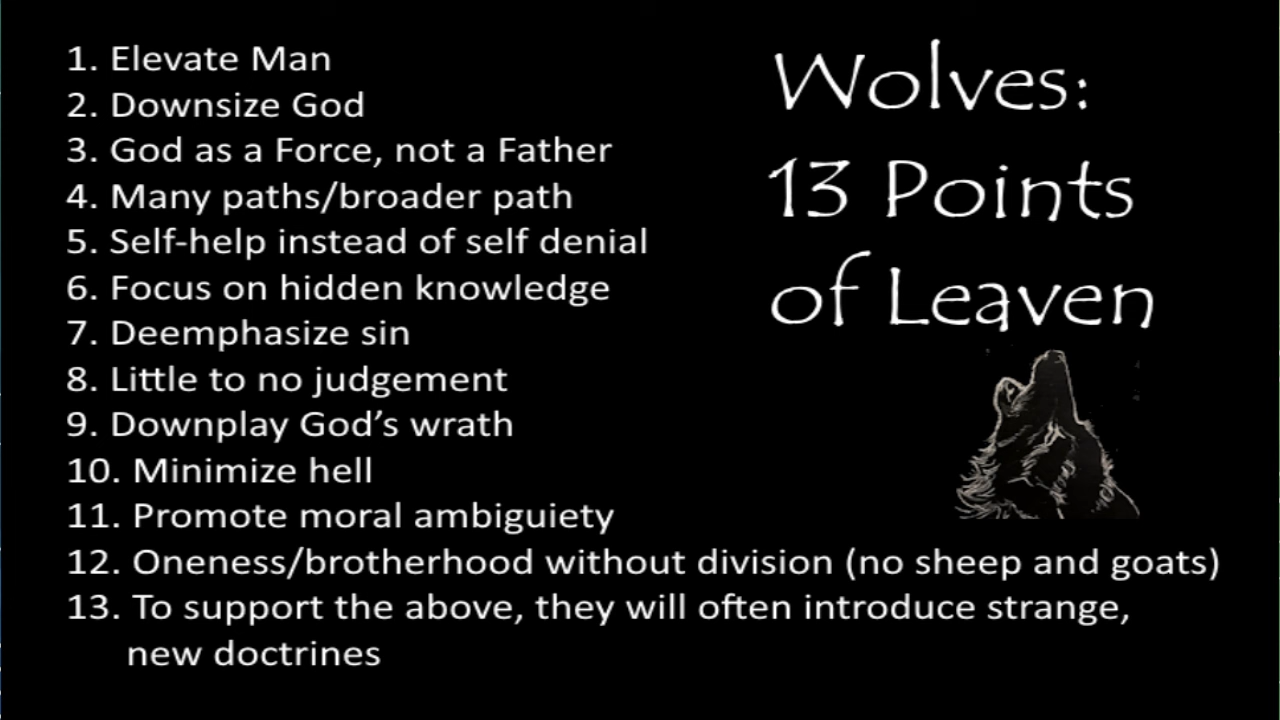 1. Elevate Man
2. Downsize God
3. God as a Force, not a Father
4. Many paths/broader path
5. Self-help instead of self denial
6. Focus on hidden knowledge
7. Deemphasize sin
8. Little to no judgement
9. Downplay God’s wrath
10. Minimize hell
11. Promote moral ambiguiety
12. Oneness/brotherhood without division (no sheep and goats)
13. To support the above, they will often introduce strange,
new doctrines
Wolves:
13 Points
of Leaven